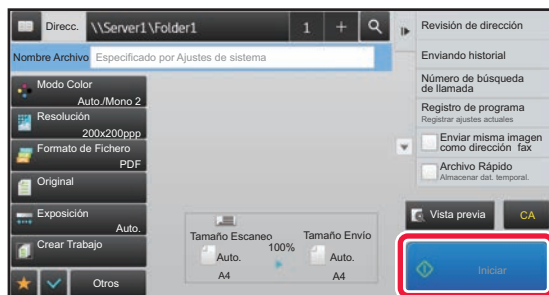 Direcc.
\\Server1\Folder1
1
+
Nombre Archivo
Especificado por Ajustes de sistema
Modo Color
Auto./Mono 2
Resolución
200x200ppp
Formato de Fichero
PDF
Original
Exposición
Auto.
Crear Trabajo
Otros
Tamaño Escaneo
100%
Tamaño Envío
Auto.
Auto.
A4
A4
Revisión de dirección
Enviando historial
Número de búsqueda
de llamada
Registro de programa
Registrar ajustes actuales
Enviar misma imagen
como dirección fax
Archivo Rápido
Almacenar dat. temporal.
Vista previa
CA
Iniciar